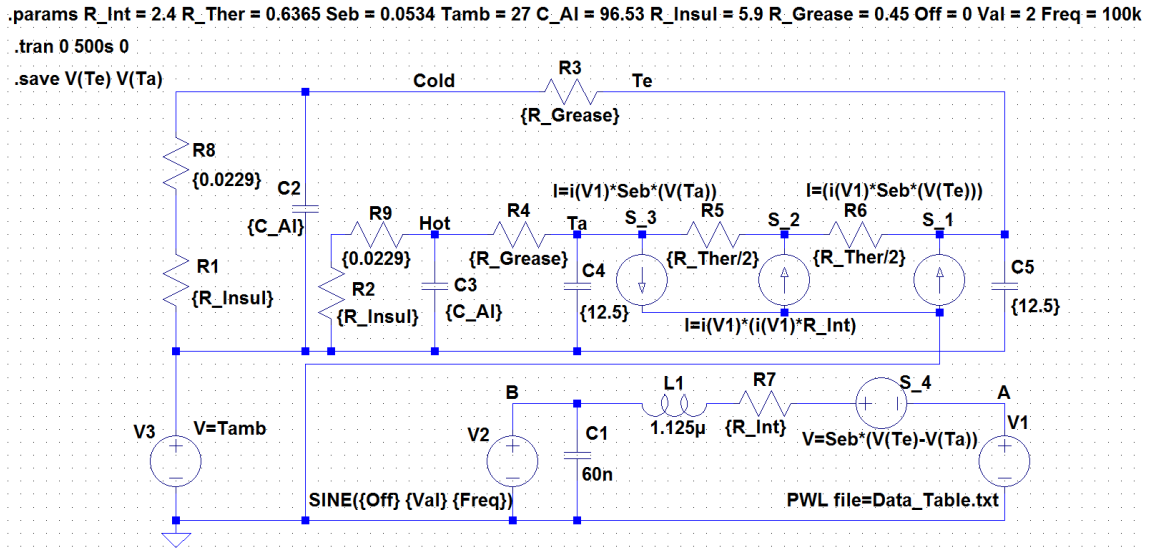 .params R_Int = 2.4 R_Ther = 0.6365 Seb = 0.0534 Tamb = 27 C_Al = 96.53 R_Insul = 5.9 R_Grease = 0.45 Off = 0 Val = 2 Freq = 100k
.tran 0 500s 0
.save V(Te) V(Ta)
Cold
R3
Te
{R_Grease}
R8
{0.0229}
C2
{C_Al}
I=i(V1)*Seb*(V(Ta))
I=(i(V1)*Seb*(V(Te)))
R9
{0.0229}
Hot
R4
{R_Grease}
Ta
S_3
R5
{R_Ther/2}
S_2
R6
{R_Ther/2}
S_1
R1
{R_Insul}
R2
{R_Insul}
C3
{C_Al}
C4
{12.5}
C5
{12.5}
I=i(V1)*(i(V1)*R_Int)
V3
V=Tamb
B
V2
SINE({Off} {Val} {Freq})
C1
60n
L1
1.125µ
R7
{R_Int}
S_4
V=Seb*(V(Te)-V(Ta))
A
V1
PWL file=Data_Table.txt